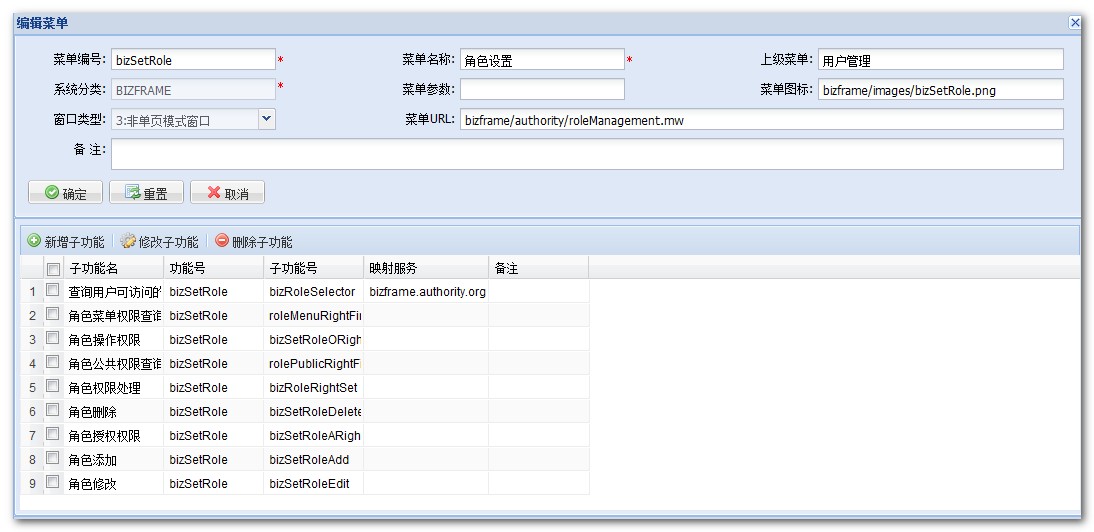 编辑菜单
菜单编号: bizSetRole * 菜单名称: 角色设置 * 上级菜单: 用户管理
系统分类: BIZFRAME * 菜单参数: 菜单图标: bizframe/images/bizSetRole.png
窗口类型: 3:非单页模式窗口 菜单URL: bizframe/authority/roleManagement.mw
备 注:
确定 重置 取消
新增子功能 修改子功能 删除子功能
子功能名 功能号 子功能号 映射服务 备注
1 查询用户可访问的 bizSetRole bizRoleSelector bizframe.authority.org
2 角色菜单权限查询 bizSetRole roleMenuRightFi
3 角色操作权限 bizSetRole bizSetRoleORigh
4 角色公共权限查询 bizSetRole rolePublicRightF
5 角色权限处理 bizSetRole bizRoleRightSet
6 角色删除 bizSetRole bizSetRoleDelete
7 角色授权权限 bizSetRole bizSetRoleARigh
8 角色添加 bizSetRole bizSetRoleAdd
9 角色修改 bizSetRole bizSetRoleEdit